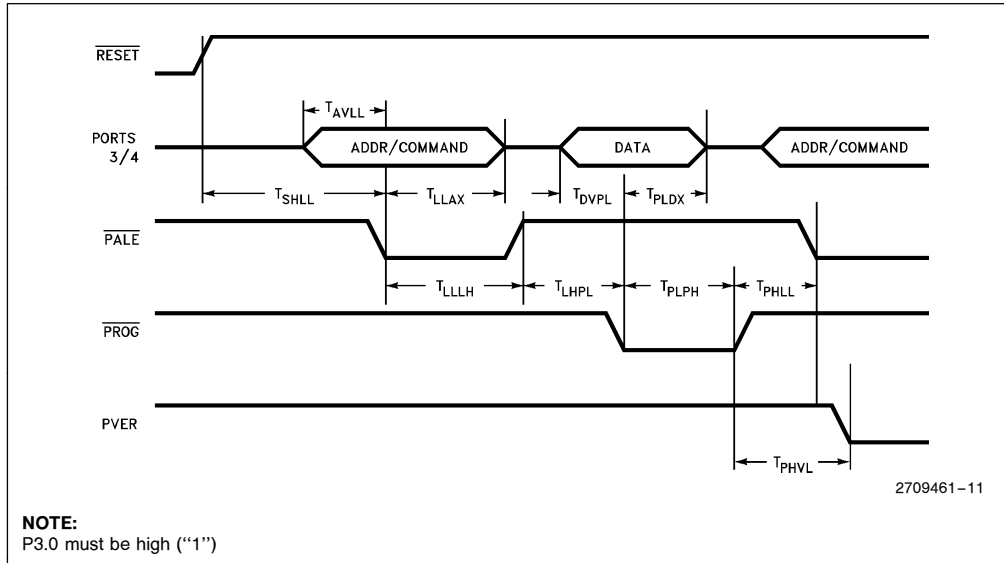 RESET
T_AVLL
PORTS 3/4
ADDR/COMMAND
DATA
ADDR/COMMAND
T_SHLL
T_LLAX
T_DVPL
T_PLDX
PALE
T_LLLH
T_LHPL
T_PLPH
T_PHLL
PROG
PVER
T_PHVL
2709461–11
NOTE:
P3.0 must be high (‘‘1’’)